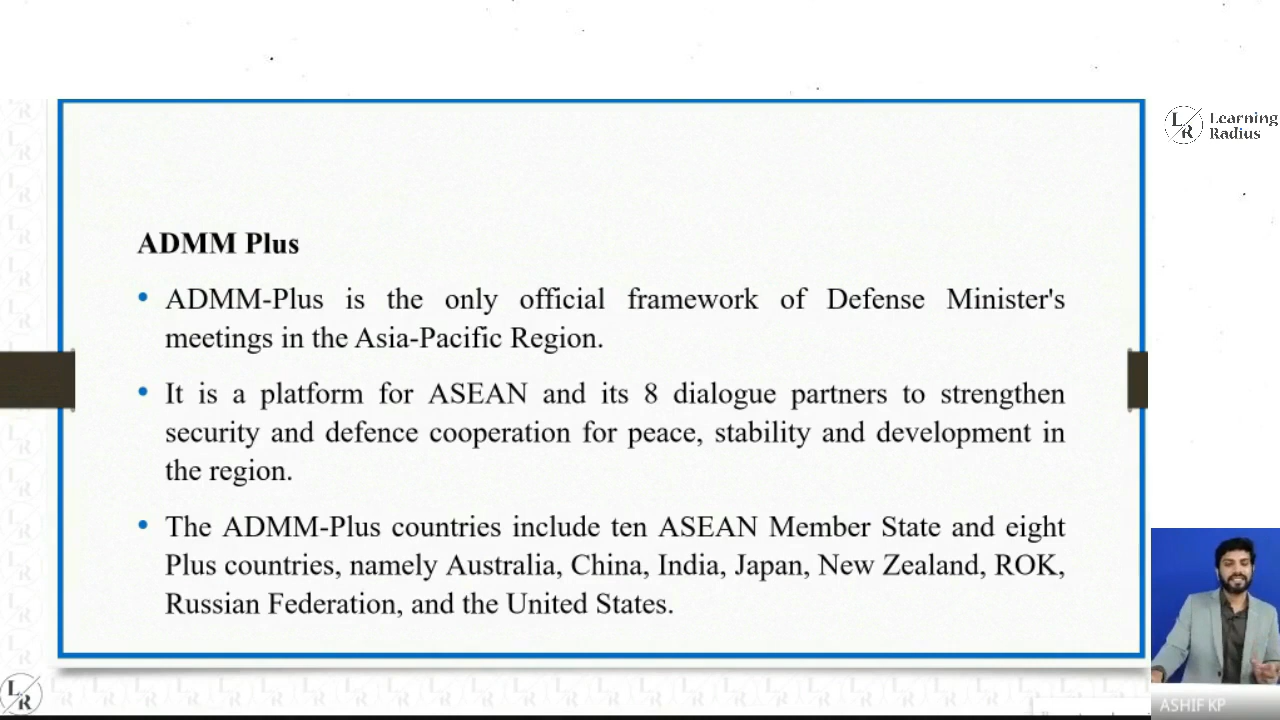 L
R
Learning
Radius
ADMM Plus
• ADMM-Plus is the only official framework of Defense Minister's
meetings in the Asia-Pacific Region.
• It is a platform for ASEAN and its 8 dialogue partners to strengthen
security and defence cooperation for peace, stability and development in
the region.
• The ADMM-Plus countries include ten ASEAN Member State and eight
Plus countries, namely Australia, China, India, Japan, New Zealand, ROK,
Russian Federation, and the United States.
L
R
ASHIF KP